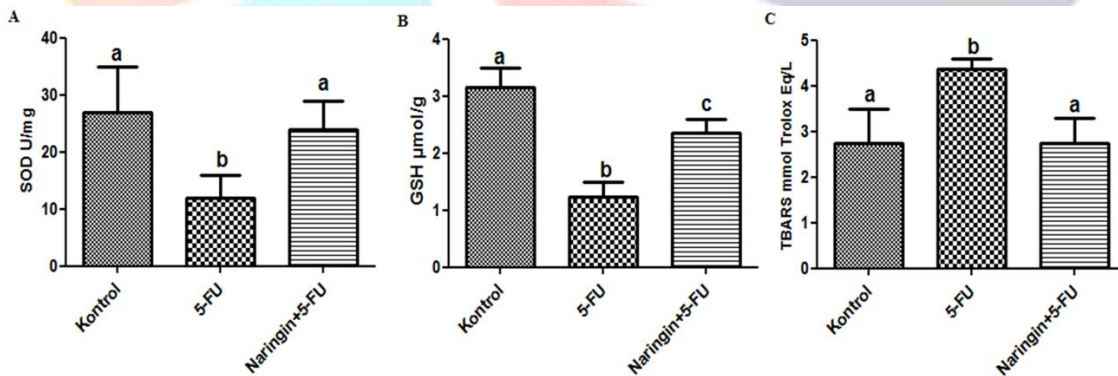 A
SOD U/mg
40
30
20
10
0
a
b
a
Kontrol
5-FU
Naringin+5-FU
B
GSH µmol/g
4
3
2
1
0
a
b
c
Kontrol
5-FU
Naringin+5-FU
C
TBARS mmol Trolox Eq/L
5
4
3
2
1
0
a
b
a
Kontrol
5-FU
Naringin+5-FU